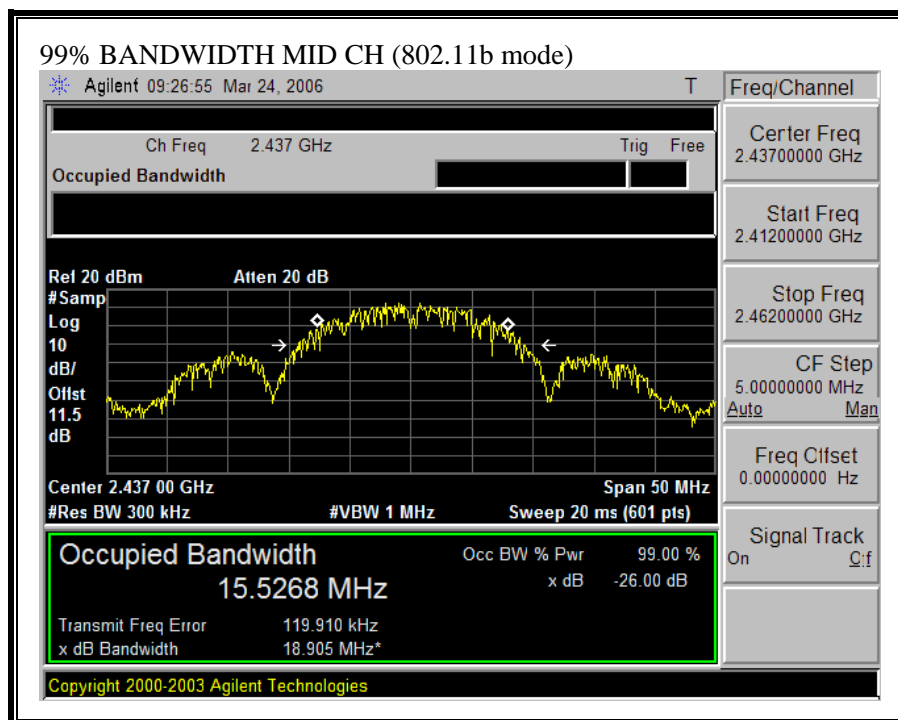 99% BANDWIDTH MID CH (802.11b mode)
Agilent 09:26:55 Mar 24, 2006 T
Freq/Channel
Ch Freq 2.437 GHz Trig Free
Occupied Bandwidth
Center Freq
2.43700000 GHz
Start Freq
2.41200000 GHz
Stop Freq
2.46200000 GHz
CF Step
5.00000000 MHz
Auto Man
Freq Offset
0.00000000 Hz
Signal Track
On Off
Ref 20 dBm Atten 20 dB
#Samp
Log
10
dB/
Offst
11.5
dB
Center 2.437 00 GHz Span 50 MHz
#Res BW 300 kHz #VBW 1 MHz Sweep 20 ms (601 pts)
Occupied Bandwidth
15.5268 MHz
Occ BW % Pwr 99.00 %
x dB -26.00 dB
Transmit Freq Error 119.910 kHz
x dB Bandwidth 18.905 MHz*
Copyright 2000-2003 Agilent Technologies